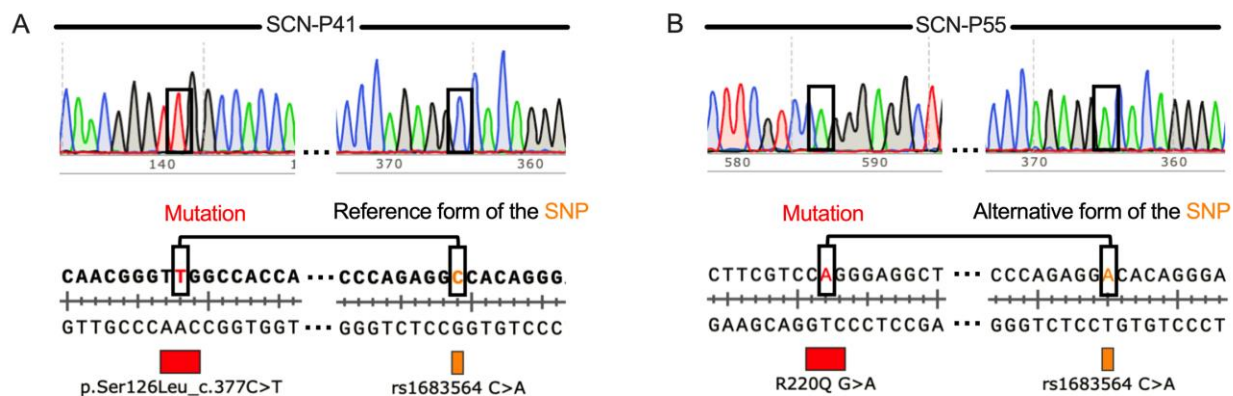 A
SCN-P41
140
1
...
370
360
Mutation
Reference form of the SNP
CAACGGGTTGGCCACCA ... CCCAGAGGCCACAGGG
GTTGCCCAACCGGTGGT ... GGGTCTCCGGTGTCCC
p.Ser126Leu_c.377C>T
rs1683564 C>A
B
SCN-P55
580
590
...
370
360
Mutation
Alternative form of the SNP
CTTCGTCCAGGGAGGCT ... CCCAGAGGACACAGGGA
GAAGCAGGTCCCTCCGA ... GGGTCTCCTGTGTCCCT
R220Q G>A
rs1683564 C>A